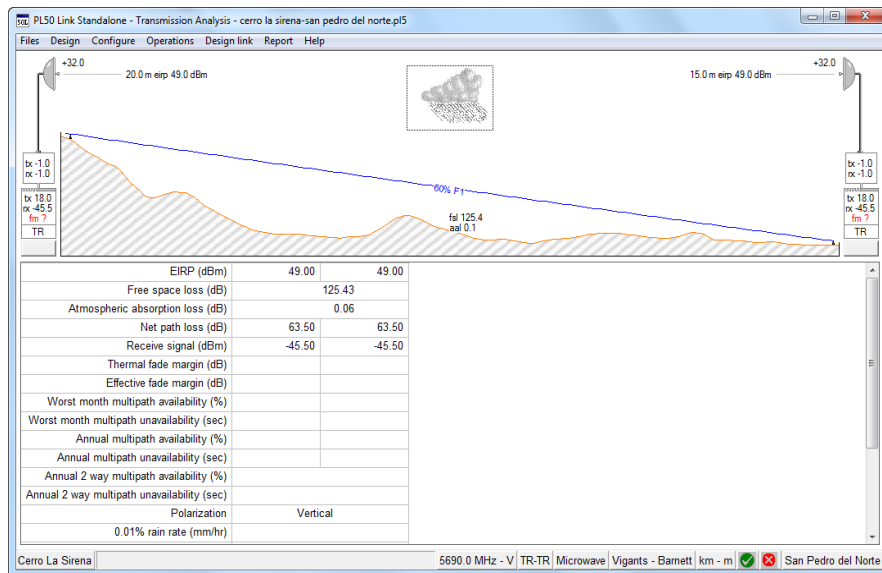 PL50 Link Standalone - Transmission Analysis - cerro la sirena-san pedro del norte.pl5
Files Design Configure Operations Design link Report Help
+32.0
20.0 m eirp 49.0 dBm
15.0 m eirp 49.0 dBm
+32.0
tx -1.0
rx -1.0
tx 18.0
rx -45.5
fm ?
TR
60% F1
fsl 125.4
aal 0.1
tx -1.0
rx -1.0
tx 18.0
rx -45.5
fm ?
TR
EIRP (dBm) 49.00 49.00
Free space loss (dB) 125.43
Atmospheric absorption loss (dB) 0.06
Net path loss (dB) 63.50 63.50
Receive signal (dBm) -45.50 -45.50
Thermal fade margin (dB)
Effective fade margin (dB)
Worst month multipath availability (%)
Worst month multipath unavailability (sec)
Annual multipath availability (%)
Annual multipath unavailability (sec)
Annual 2 way multipath availability (%)
Annual 2 way multipath unavailability (sec)
Polarization Vertical
0.01% rain rate (mm/hr)
Cerro La Sirena 5690.0 MHz - V TR-TR Microwave Vigants - Barnett km - m San Pedro del Norte